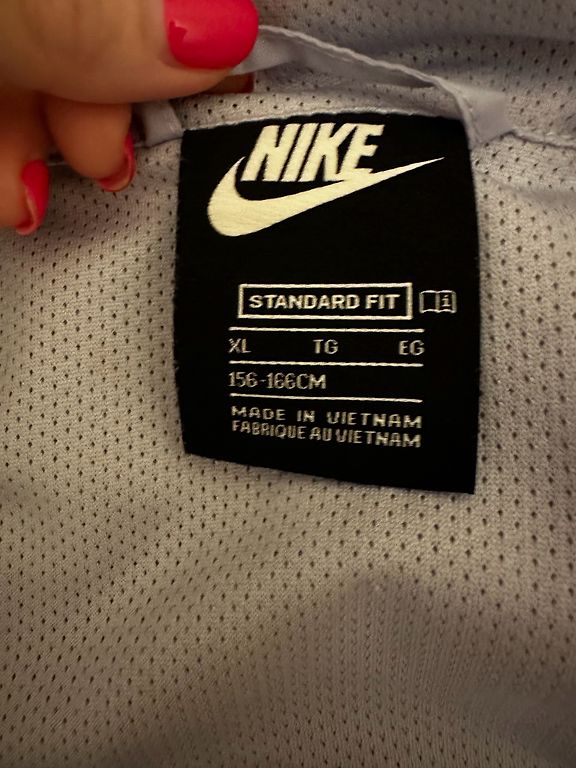 NIKE
STANDARD FIT
XL TG EG
156-166CM
MADE IN VIETNAM
FABRIQUE AU VIETNAM